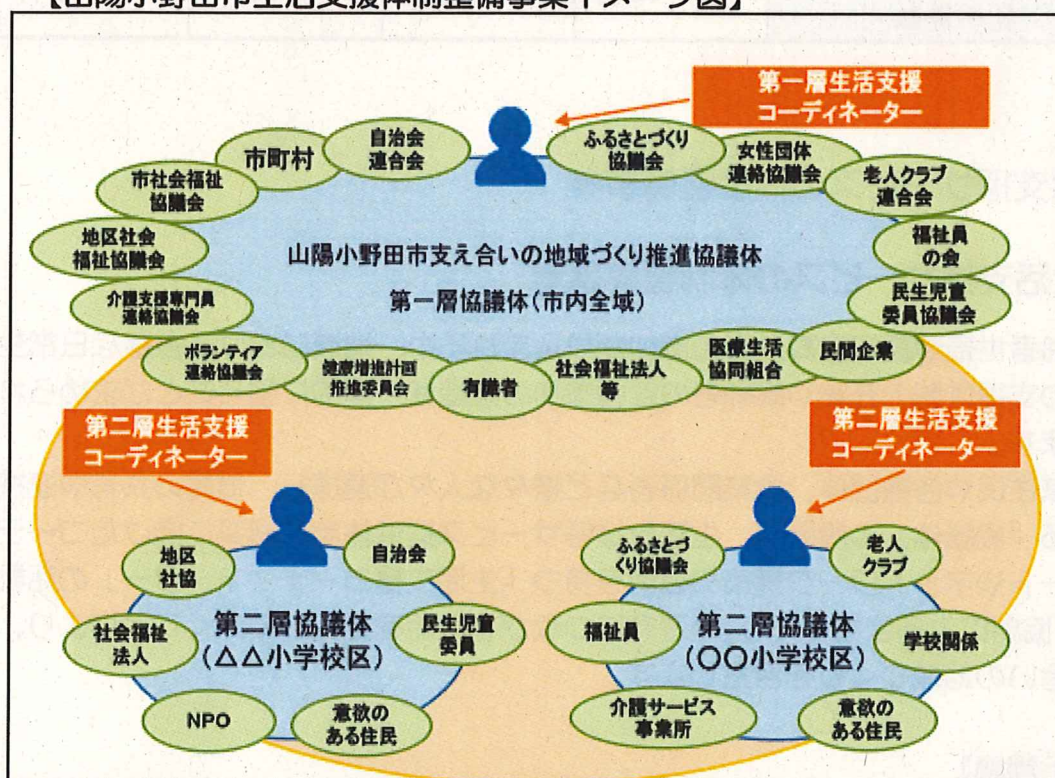 【山陽小野田市生活支援体制整備事業イメージ図】
第一層生活支援
コーディネーター
市町村
自治会
連合会
ふるさとづくり
協議会
女性団体
連絡協議会
老人クラブ
連合会
市社会福祉
協議会
地区社会
福祉協議会
福祉員
の会
山陽小野田市支え合いの地域づくり推進協議体
第一層協議体(市内全域)
介護支援専門員
連絡協議会
民生児童
委員協議会
ボランティア
連絡協議会
健康増進計画
推進委員会
有識者
社会福祉法人
等
医療生活
協同組合
民間企業
第二層生活支援
コーディネーター
第二層生活支援
コーディネーター
地区
社協
自治会
社会福祉
法人
第二層協議体
(△△小学校区)
民生児童
委員
NPO
意欲の
ある住民
ふるさとづ
くり協議会
老人
クラブ
福祉員
第二層協議体
(〇〇小学校区)
学校関係
介護サービス
事業所
意欲の
ある住民